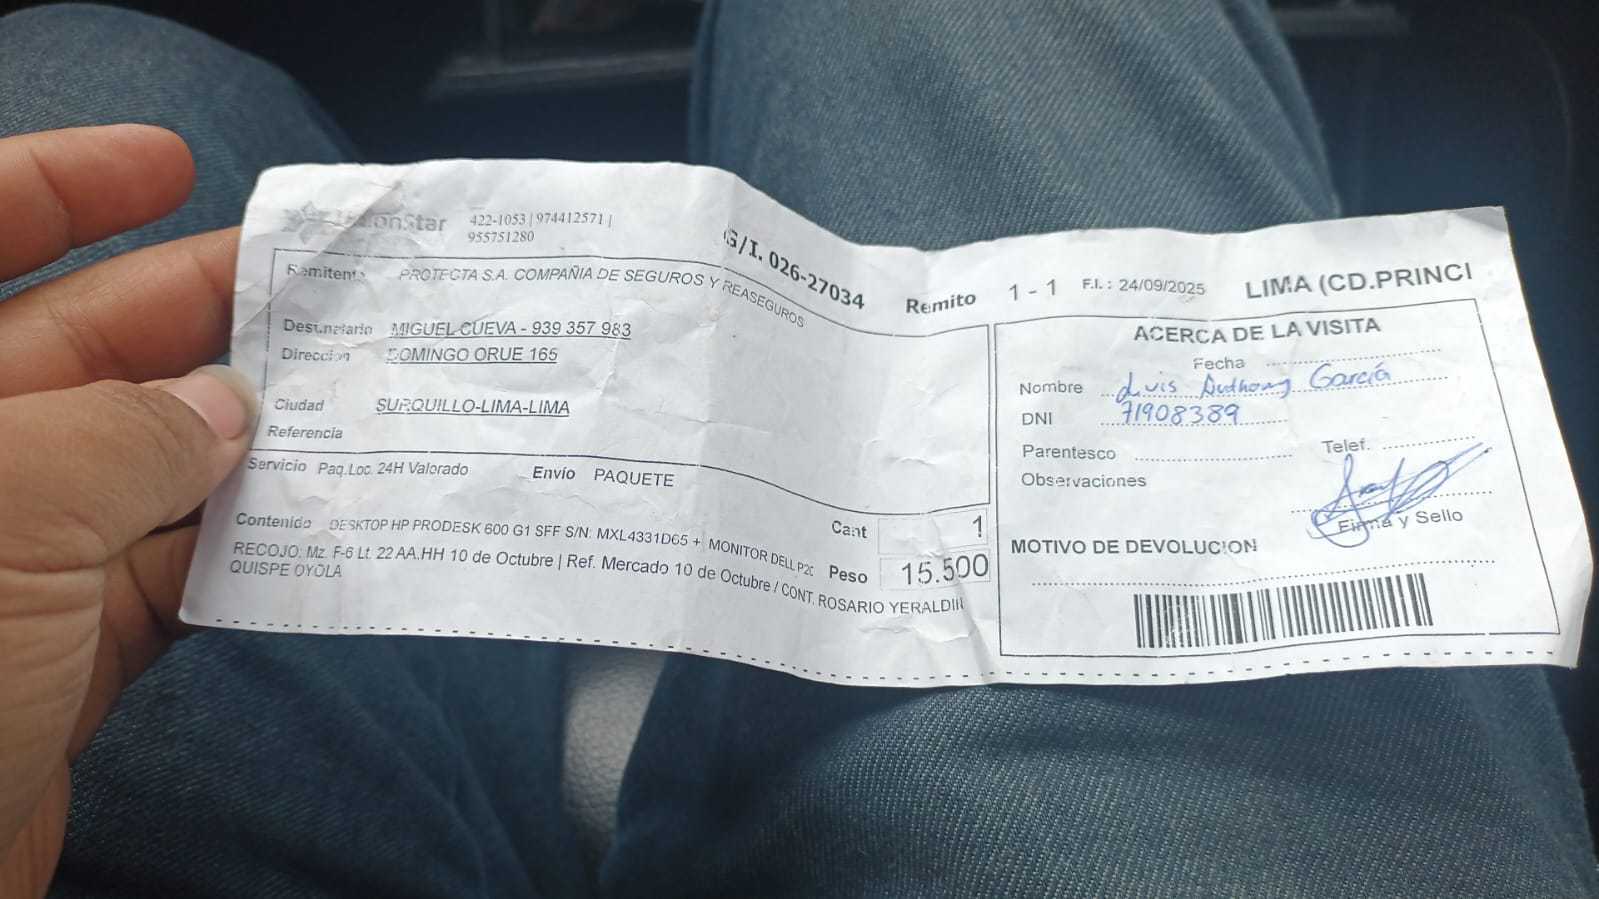 UnionStar
422-1053 | 974412571 |
955751280
G/I. 026-27034
Remito 1 - 1 F.I. : 24/09/2025 LIMA (CD.PRINCI
Remitente PROTECTA S.A. COMPAÑIA DE SEGUROS Y REASEGUROS
Destinatario MIGUEL CUEVA - 939 357 983
Direccion DOMINGO ORUE 165
Ciudad SURQUILLO-LIMA-LIMA
Referencia
Servicio Paq.Loc. 24H Valorado Envío PAQUETE
Contenido DESKTOP HP PRODESK 600 G1 SFF S/N: MXL4331D65 + MONITOR DELL P20
RECOJO: Mz. F-6 Lt. 22 AA.HH 10 de Octubre | Ref. Mercado 10 de Octubre / CONT. ROSARIO YERALDII
QUISPE OYOLA
Cant 1
Peso 15.500
ACERCA DE LA VISITA
Fecha
Nombre Luis Anthony García
DNI 71908389
Parentesco Telef.
Observaciones
Firma y Sello
MOTIVO DE DEVOLUCION